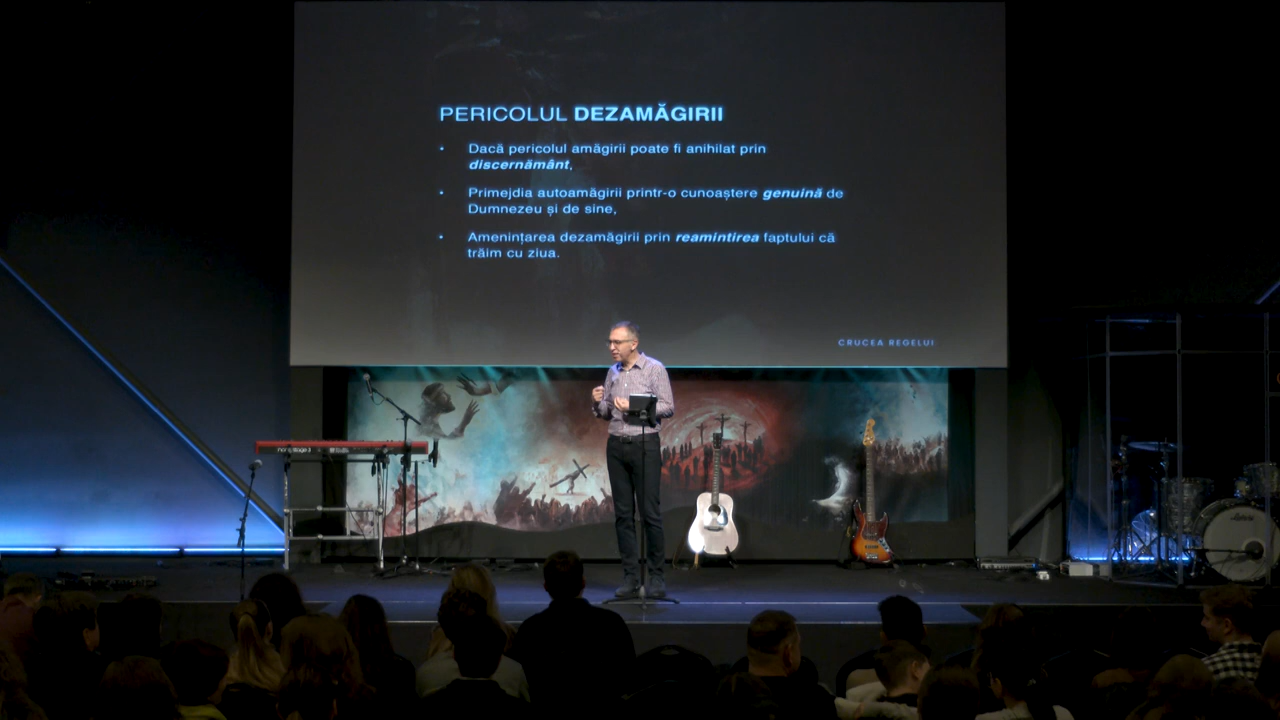 PERICOLUL DEZAMĂGIRII
• Dacă pericolul amăgirii poate fi anihilat prin
discernământ,
• Primejdia autoamăgirii printr-o cunoaștere genuină de
Dumnezeu și de sine,
• Amenințarea dezamăgirii prin reamintirea faptului că
trăim cu ziua.
CRUCEA REGELUI